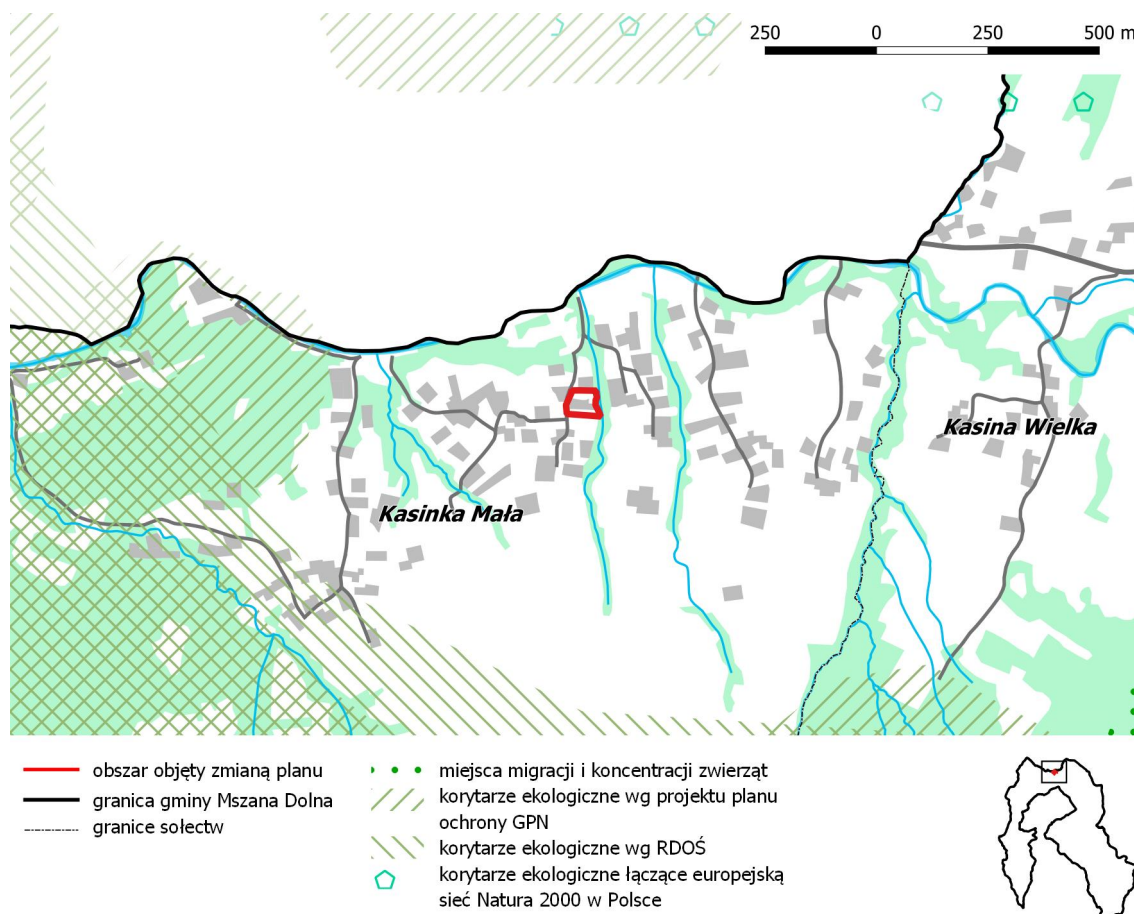 250 0 250 500 m
Kasina Wielka
Kasinka Mała
obszar objęty zmianą planu
granica gminy Mszana Dolna
granice sołectw
miejsca migracji i koncentracji zwierząt
korytarze ekologiczne wg projektu planu
ochrony GPN
korytarze ekologiczne wg RDOŚ
korytarze ekologiczne łączące europejską
sieć Natura 2000 w Polsce